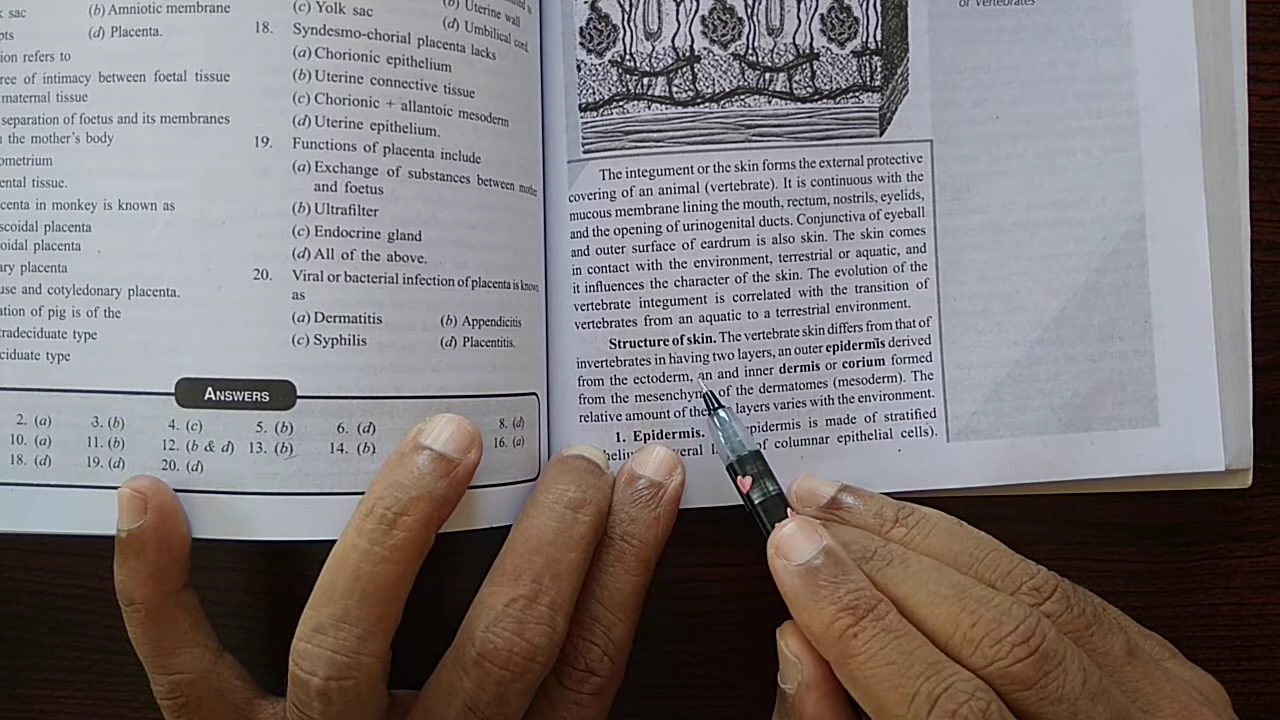 sac
(b) Amniotic membrane
(d) Placenta.
ion refers to
ree of intimacy between foetal tissue
maternal tissue
separation of foetus and its membranes
the mother's body
ometrium
ental tissue.
centa in monkey is known as
scoidal placenta
oidal placenta
ary placenta
use and cotyledonary placenta.
ation of pig is of the
tradeciduate type
ciduate type
(c) Yolk sac
(b) Uterine wall
(d) Umbilical cord.
18. Syndesmo-chorial placenta lacks
(a) Chorionic epithelium
(b) Uterine connective tissue
(c) Chorionic + allantoic mesoderm
(d) Uterine epithelium.
19. Functions of placenta include
(a) Exchange of substances between mothe
and foetus
(b) Ultrafilter
(c) Endocrine gland
(d) All of the above.
20. Viral or bacterial infection of placenta is known
as
(a) Dermatitis (b) Appendicitis
(c) Syphilis (d) Placentitis.
ANSWERS
2. (a) 3. (b) 4. (c) 5. (b) 6. (d) 8. (d)
10. (a) 11. (b) 12. (b & d) 13. (b) 14. (b) 16. (a)
18. (d) 19. (d) 20. (d)
of vertebrates
The integument or the skin forms the external protective
covering of an animal (vertebrate). It is continuous with the
mucous membrane lining the mouth, rectum, nostrils, eyelids,
and the opening of urinogenital ducts. Conjunctiva of eyeball
and outer surface of eardrum is also skin. The skin comes
in contact with the environment, terrestrial or aquatic, and
it influences the character of the skin. The evolution of the
vertebrate integument is correlated with the transition of
vertebrates from an aquatic to a terrestrial environment.
Structure of skin. The vertebrate skin differs from that of
invertebrates in having two layers, an outer epidermis derived
from the ectoderm, an and inner dermis or corium formed
from the mesenchym of the dermatomes (mesoderm). The
relative amount of the layers varies with the environment.
1. Epidermis. pidermis is made of stratified
of columnar epithelial cells).